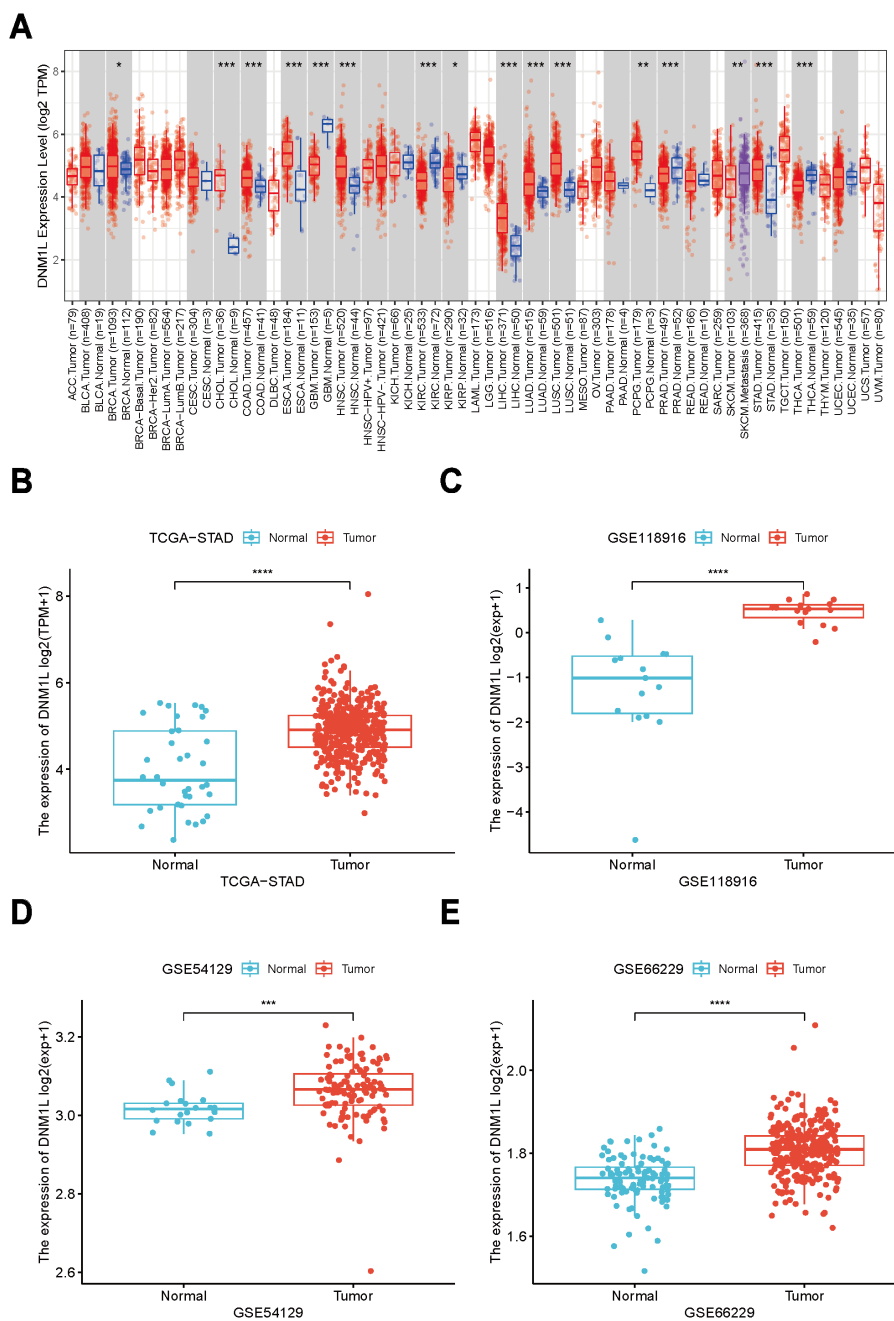 A
DNM1L Expression Level (log2 TPM)
8
6
4
2
* *** *** *** *** *** *** * *** *** *** ** *** ** *** ***
ACC.Tumor (n=79)
BLCA.Tumor (n=408)
BLCA.Normal (n=19)
BRCA.Tumor (n=1093)
BRCA.Normal (n=112)
BRCA-Basal.Tumor (n=190)
BRCA-Her2.Tumor (n=82)
BRCA-LumA.Tumor (n=564)
BRCA-LumB.Tumor (n=217)
CESC.Tumor (n=304)
CESC.Normal (n=3)
CHOL.Tumor (n=36)
CHOL.Normal (n=9)
COAD.Tumor (n=457)
COAD.Normal (n=41)
DLBC.Tumor (n=48)
ESCA.Tumor (n=184)
ESCA.Normal (n=11)
GBM.Tumor (n=153)
GBM.Normal (n=5)
HNSC.Tumor (n=520)
HNSC.Normal (n=44)
HNSC-HPV+.Tumor (n=97)
HNSC-HPV-.Tumor (n=421)
KICH.Tumor (n=66)
KICH.Normal (n=25)
KIRC.Tumor (n=533)
KIRC.Normal (n=72)
KIRP.Tumor (n=290)
KIRP.Normal (n=32)
LAML.Tumor (n=173)
LGG.Tumor (n=516)
LIHC.Tumor (n=371)
LIHC.Normal (n=50)
LUAD.Tumor (n=515)
LUAD.Normal (n=59)
LUSC.Tumor (n=501)
LUSC.Normal (n=51)
MESO.Tumor (n=87)
OV.Tumor (n=303)
PAAD.Tumor (n=178)
PAAD.Normal (n=4)
PCPG.Tumor (n=179)
PCPG.Normal (n=3)
PRAD.Tumor (n=497)
PRAD.Normal (n=52)
READ.Tumor (n=166)
READ.Normal (n=10)
SARC.Tumor (n=259)
SKCM.Tumor (n=103)
SKCM.Metastasis (n=368)
STAD.Tumor (n=415)
STAD.Normal (n=35)
TGCT.Tumor (n=150)
THCA.Tumor (n=501)
THCA.Normal (n=59)
THYM.Tumor (n=120)
UCEC.Tumor (n=545)
UCEC.Normal (n=35)
UCS.Tumor (n=57)
UVM.Tumor (n=80)
B
TCGA-STAD Normal Tumor
The expression of DNM1L log2(TPM+1)
****
8
6
4
Normal Tumor
TCGA-STAD
C
GSE118916 Normal Tumor
The expression of DNM1L log2(exp+1)
****
1
0
-1
-2
-3
-4
Normal Tumor
GSE118916
D
GSE54129 Normal Tumor
The expression of DNM1L log2(exp+1)
***
3.2
3.0
2.8
2.6
Normal Tumor
GSE54129
E
GSE66229 Normal Tumor
The expression of DNM1L log2(exp+1)
****
2.0
1.8
1.6
Normal Tumor
GSE66229